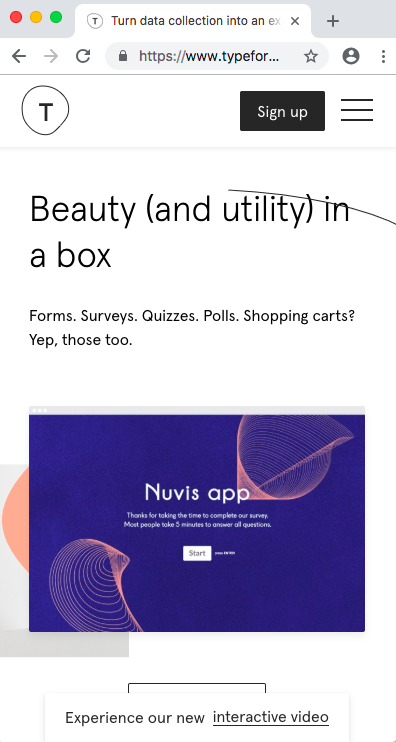 T
Turn data collection into an ex
https://www.typefor...
T
Sign up
Beauty (and utility) in
a box
Forms. Surveys. Quizzes. Polls. Shopping carts?
Yep, those too.
Nuvis app
Thanks for taking the time to complete our survey.
Most people take 5 minutes to answer all questions.
Start press ENTER
Experience our new interactive video